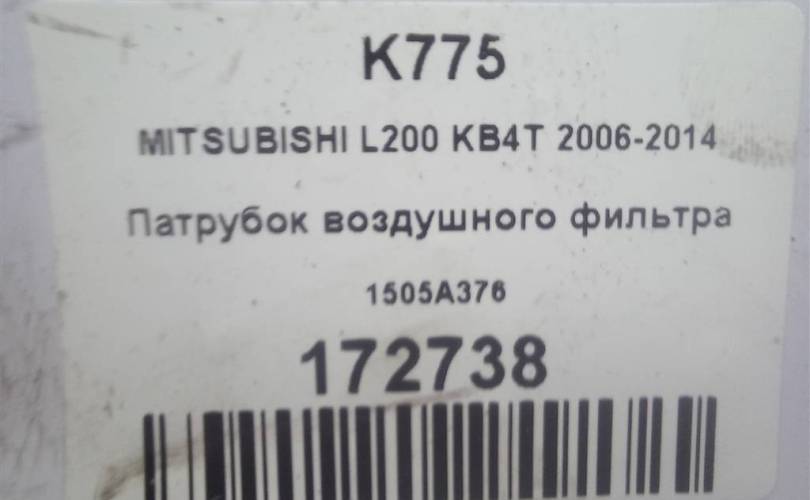 K775
MITSUBISHI L200 KB4T 2006-2014
Патрубок воздушного фильтра
1505A376
172738